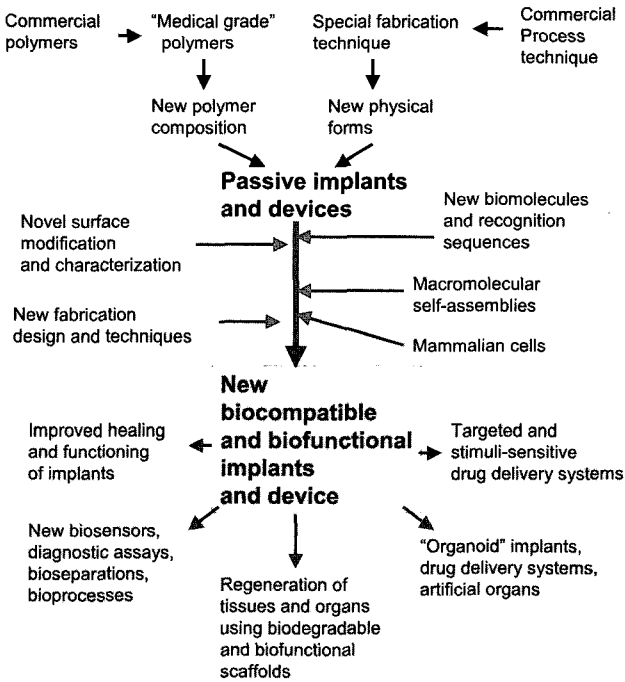 Commercial
polymers
“Medical grade”
polymers
Special fabrication
technique
Commercial
Process
technique
New polymer
composition
New physical
forms
Passive implants
and devices
Novel surface
modification
and characterization
New biomolecules
and recognition
sequences
Macromolecular
self-assemblies
New fabrication
design and techniques
Mammalian cells
New
biocompatible
and biofunctional
implants
and device
Improved healing
and functioning
of implants
Targeted and
stimuli-sensitive
drug delivery systems
New biosensors,
diagnostic assays,
bioseparations,
bioprocesses
Regeneration of
tissues and organs
using biodegradable
and biofunctional
scaffolds
“Organoid” implants,
drug delivery systems,
artificial organs